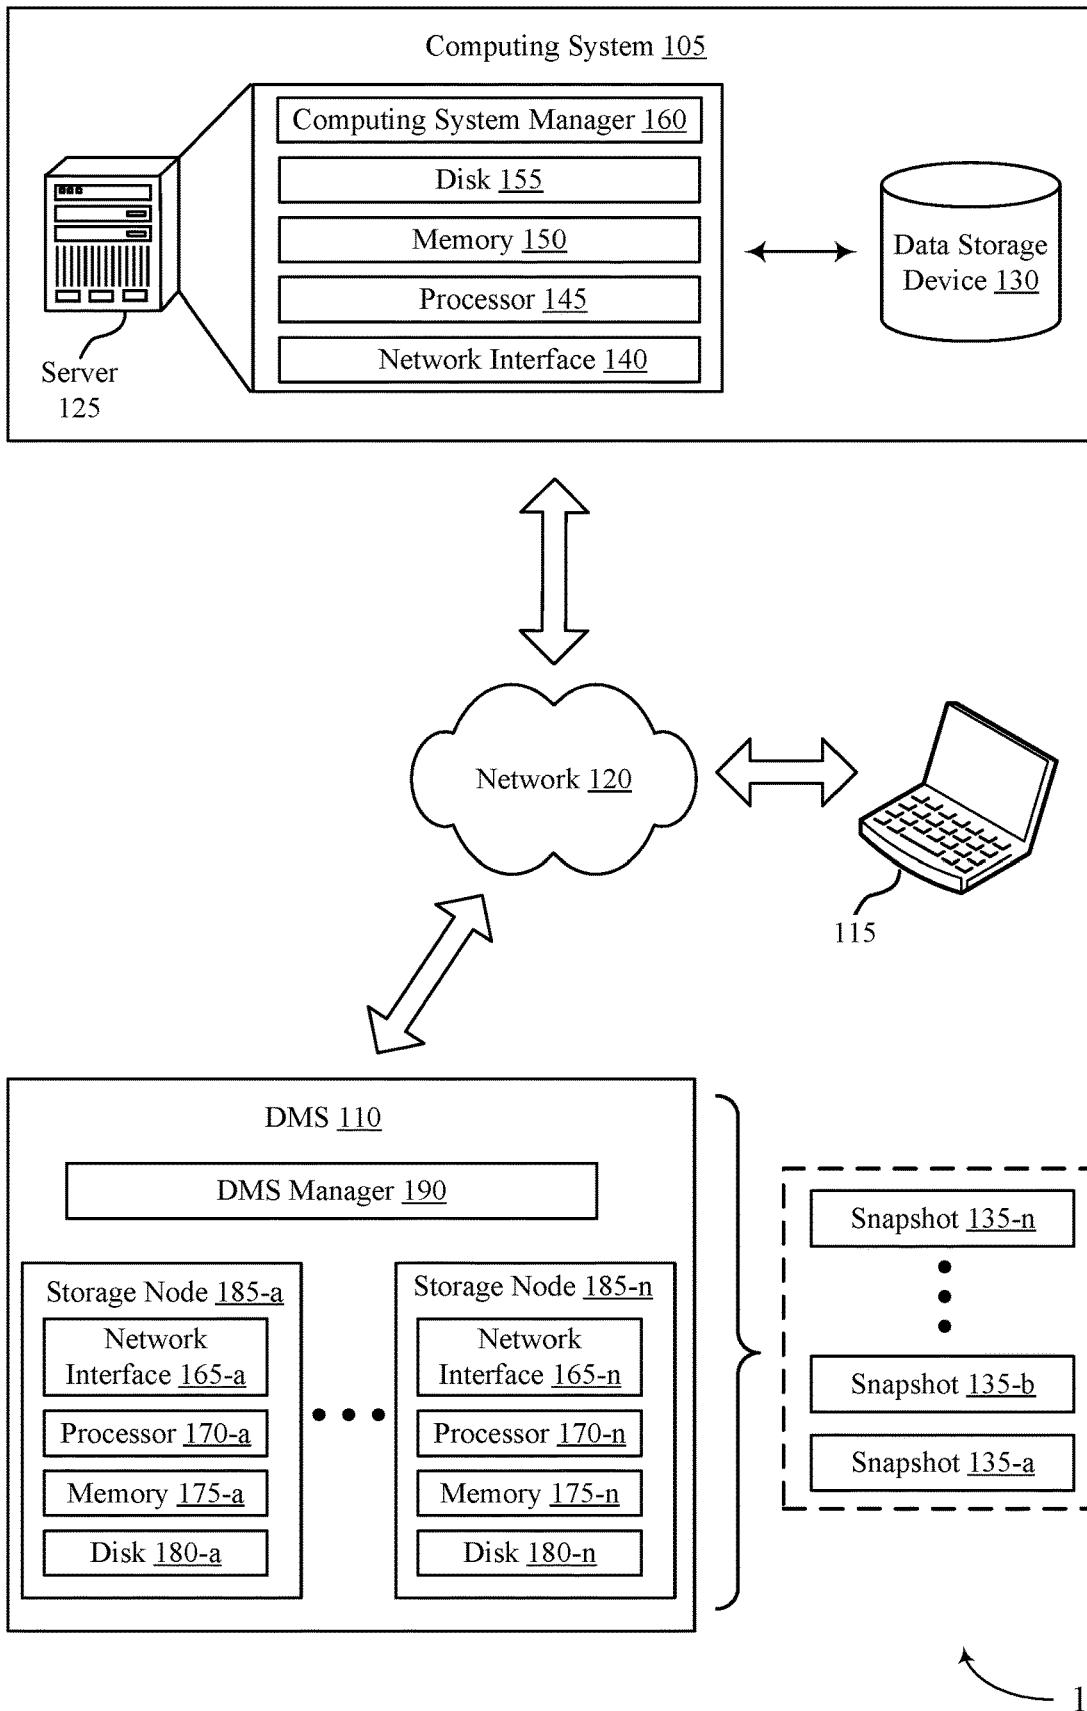 Computing System 105
Computing System Manager 160
Disk 155
Memory 150
Processor 145
Network Interface 140
Server
125
Data Storage
Device 130
Network 120
115
DMS 110
DMS Manager 190
Storage Node 185-a
Network
Interface 165-a
Processor 170-a
Memory 175-a
Disk 180-a
Storage Node 185-n
Network
Interface 165-n
Processor 170-n
Memory 175-n
Disk 180-n
Snapshot 135-n
Snapshot 135-b
Snapshot 135-a
1